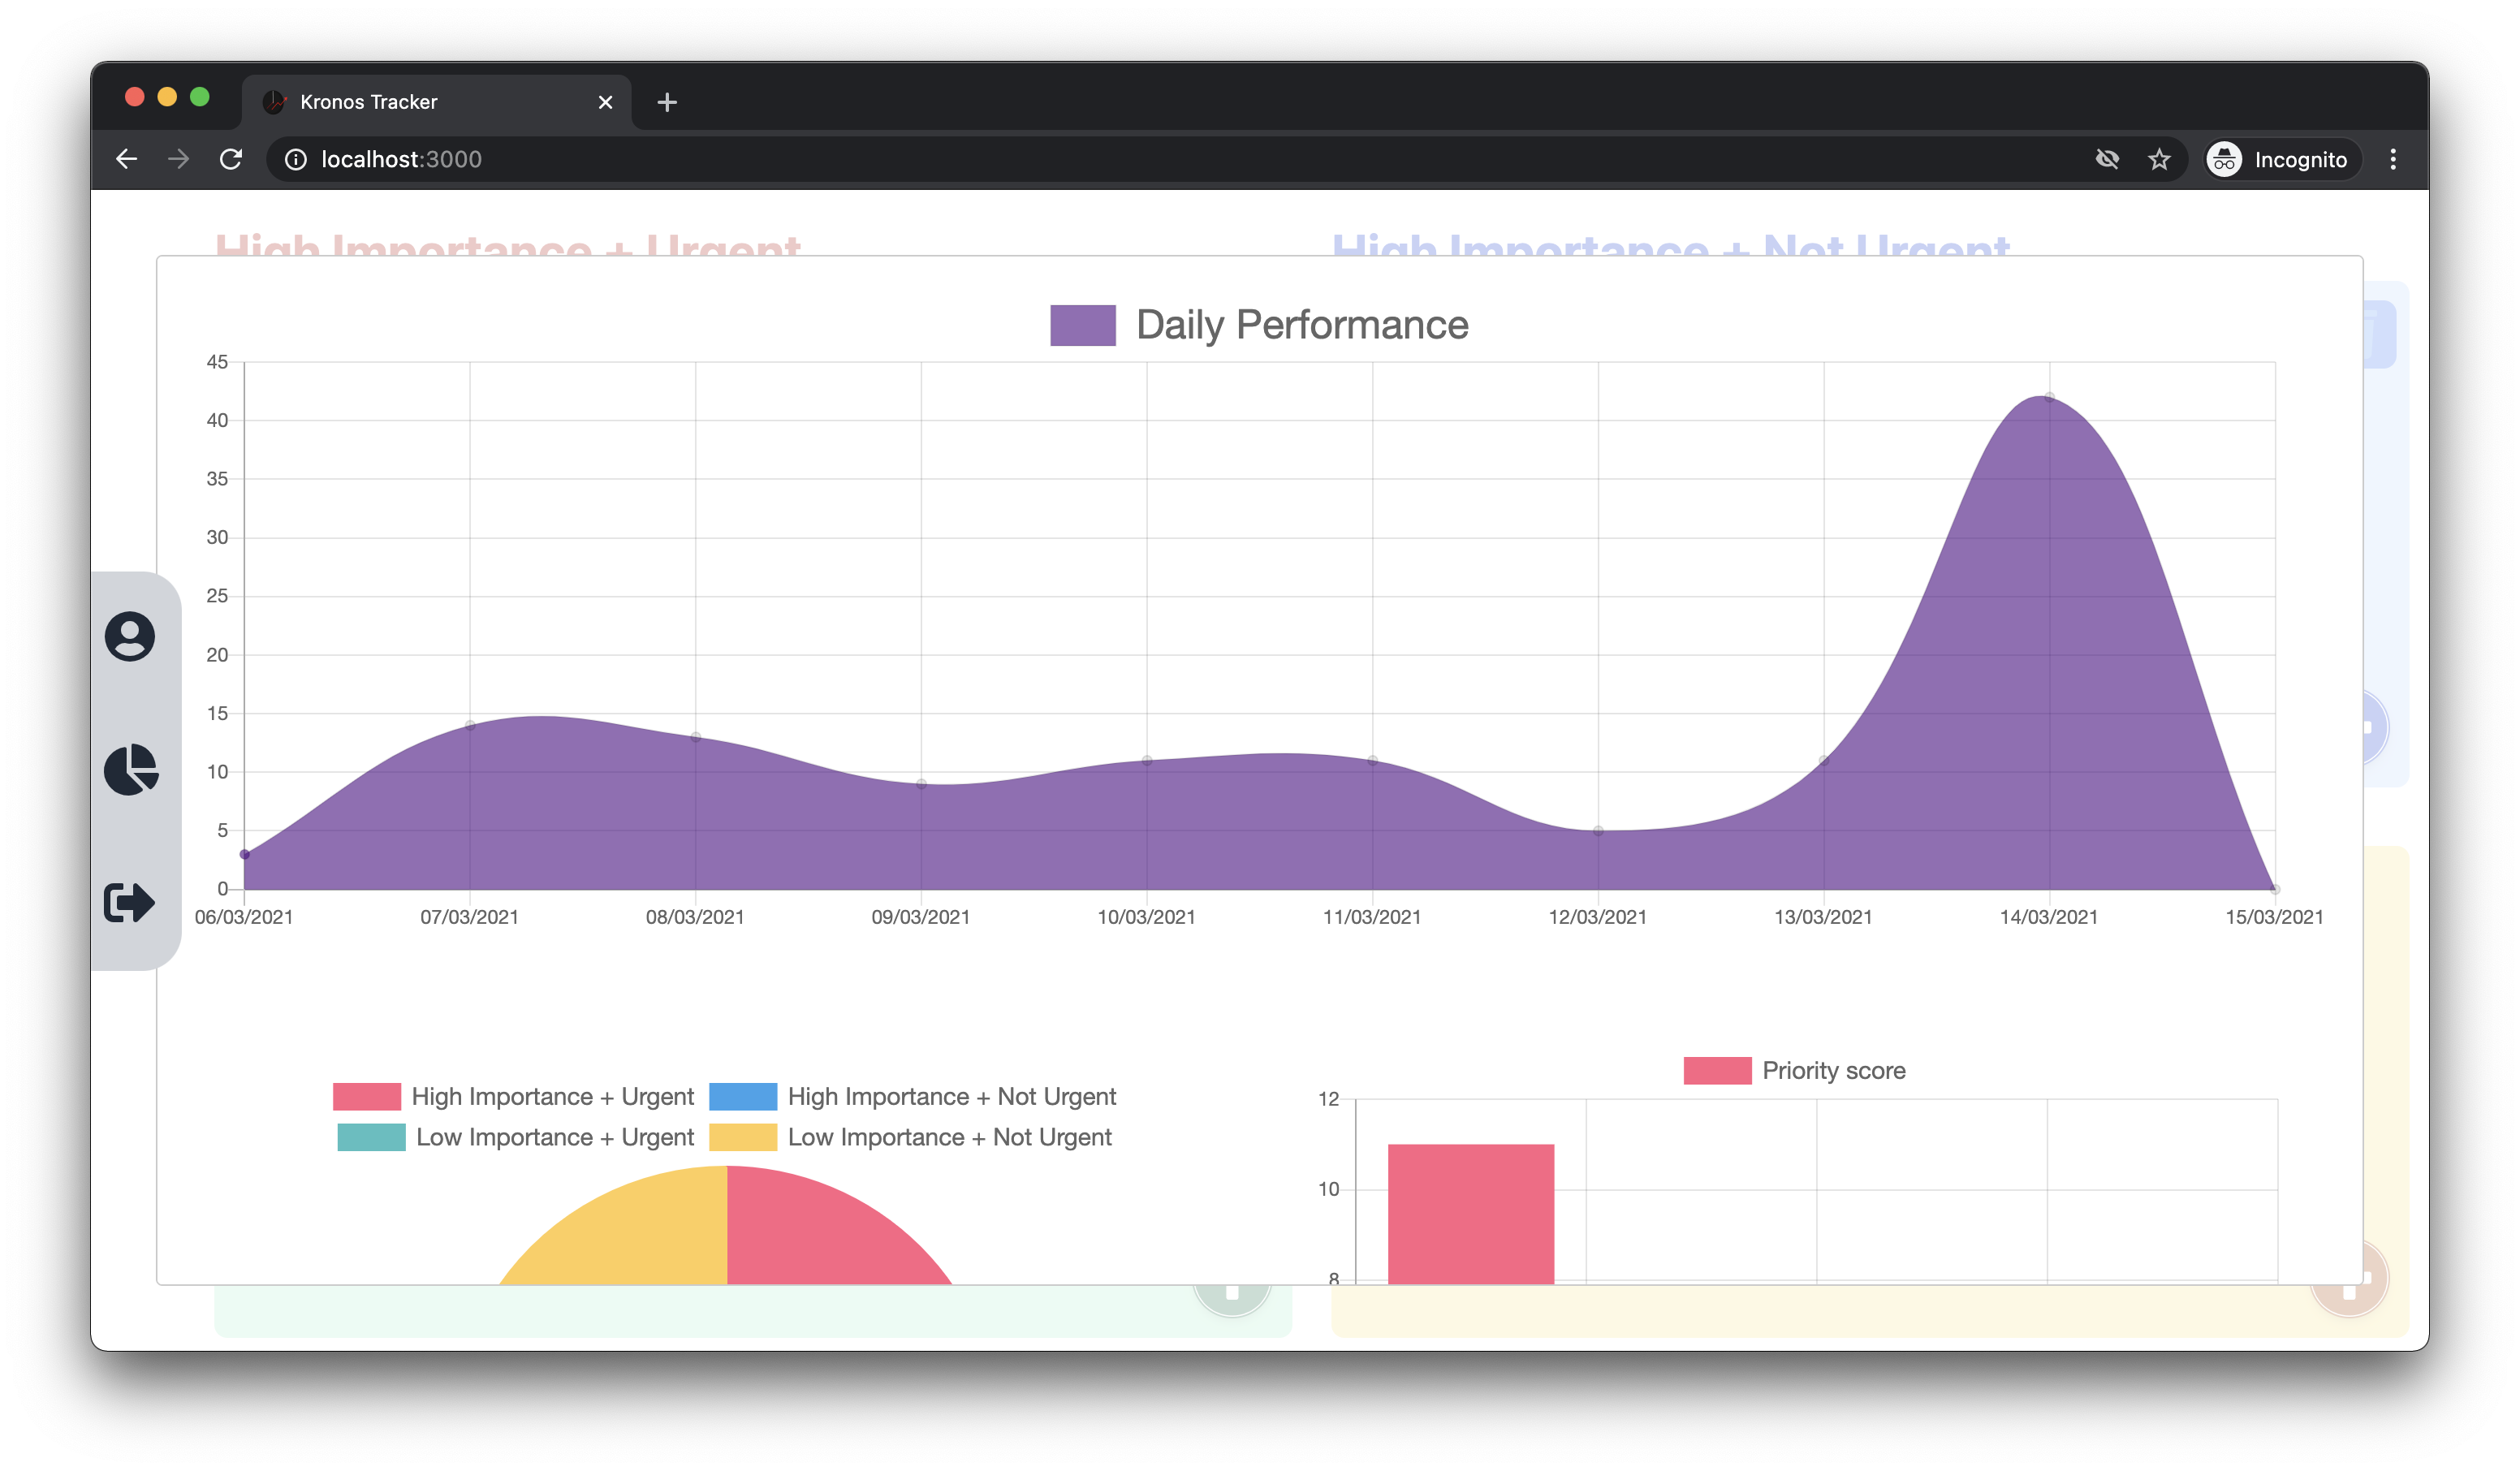 Kronos Tracker
localhost:3000
Incognito
High Importance + Urgent
High Importance + Not Urgent
Daily Performance
45
40
35
30
25
20
15
10
5
0
06/03/2021 07/03/2021 08/03/2021 09/03/2021 10/03/2021 11/03/2021 12/03/2021 13/03/2021 14/03/2021 15/03/2021
High Importance + Urgent High Importance + Not Urgent
Low Importance + Urgent Low Importance + Not Urgent
Priority score
12
10
8